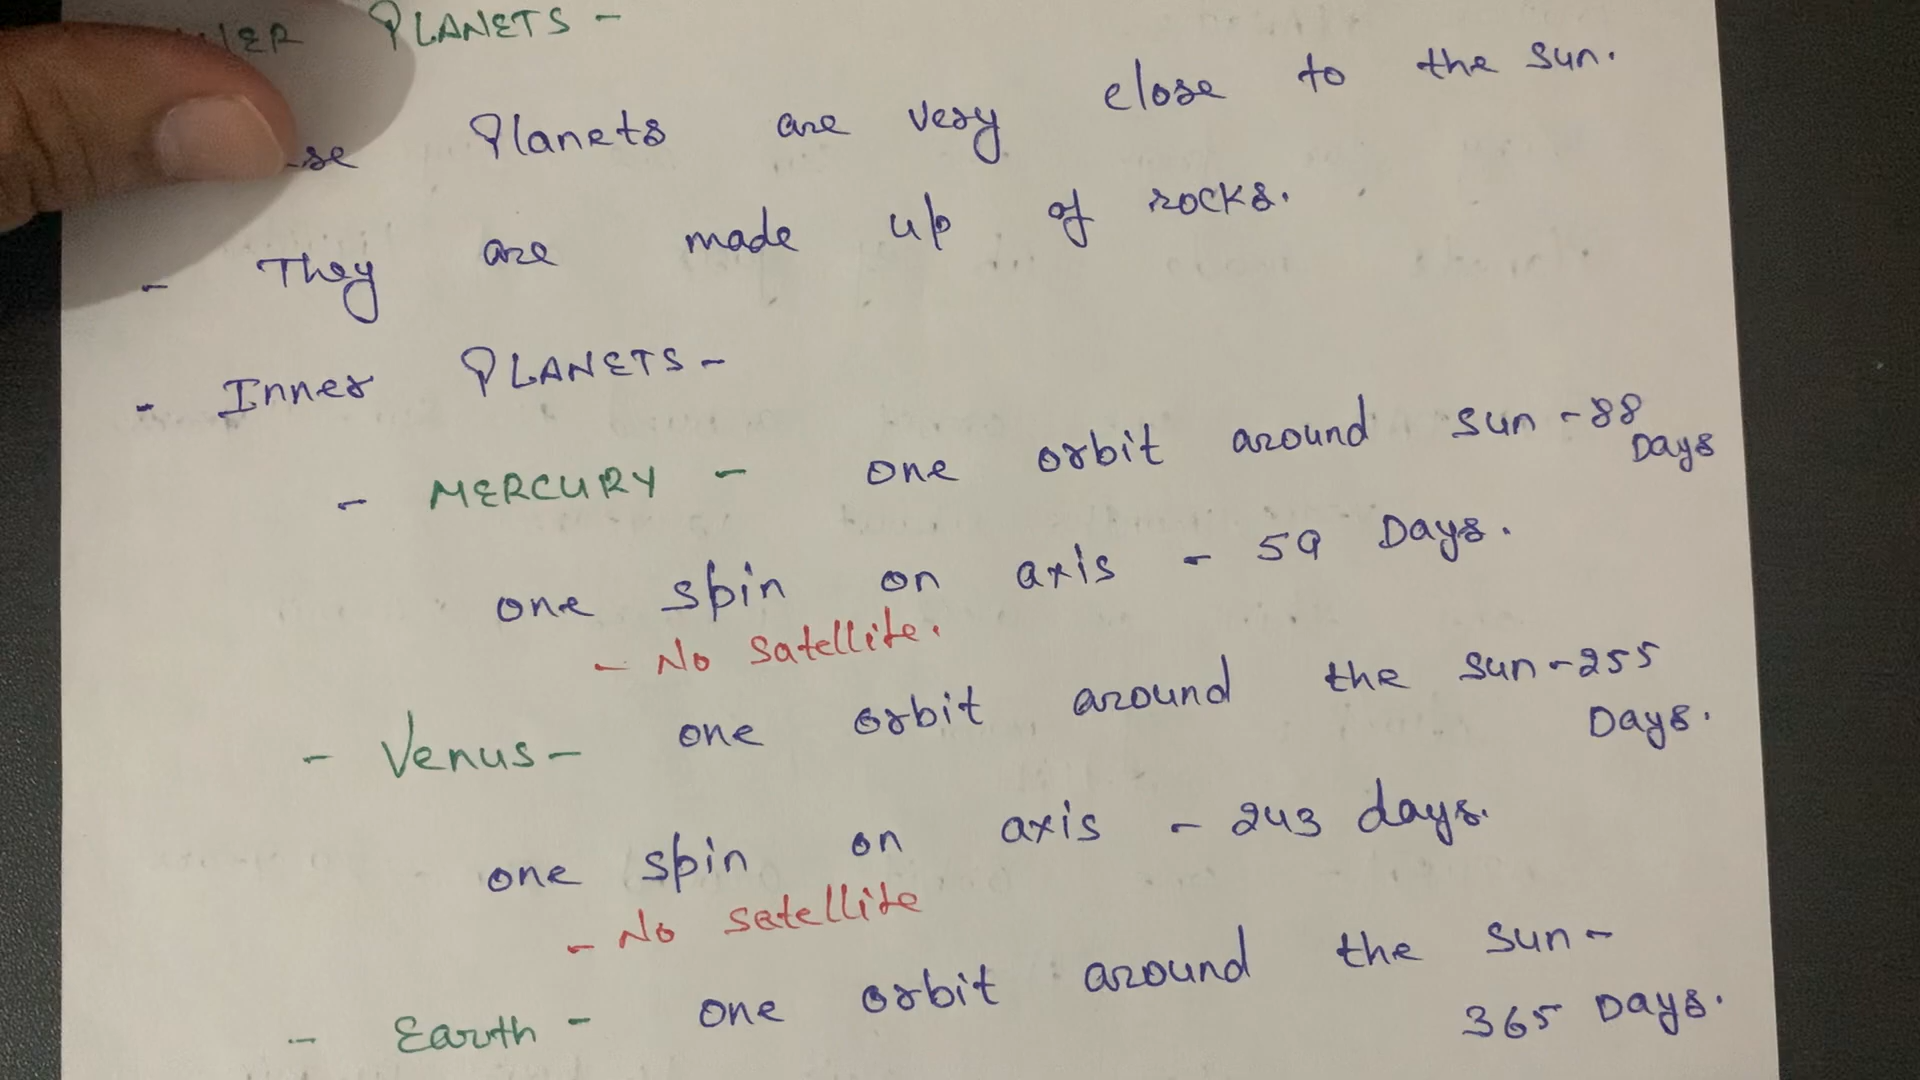 PLANETS -
Planets are very close to the sun.
- They are made up of rocks.
- Inner PLANETS -
- MERCURY - one orbit around sun - 88
Days
one spin on axis - 59 Days.
- No satellite.
- Venus - one orbit around the sun - 255
Days.
one spin on axis - 243 days.
- No satellite
- Earth - one orbit around the sun -
365 Days.